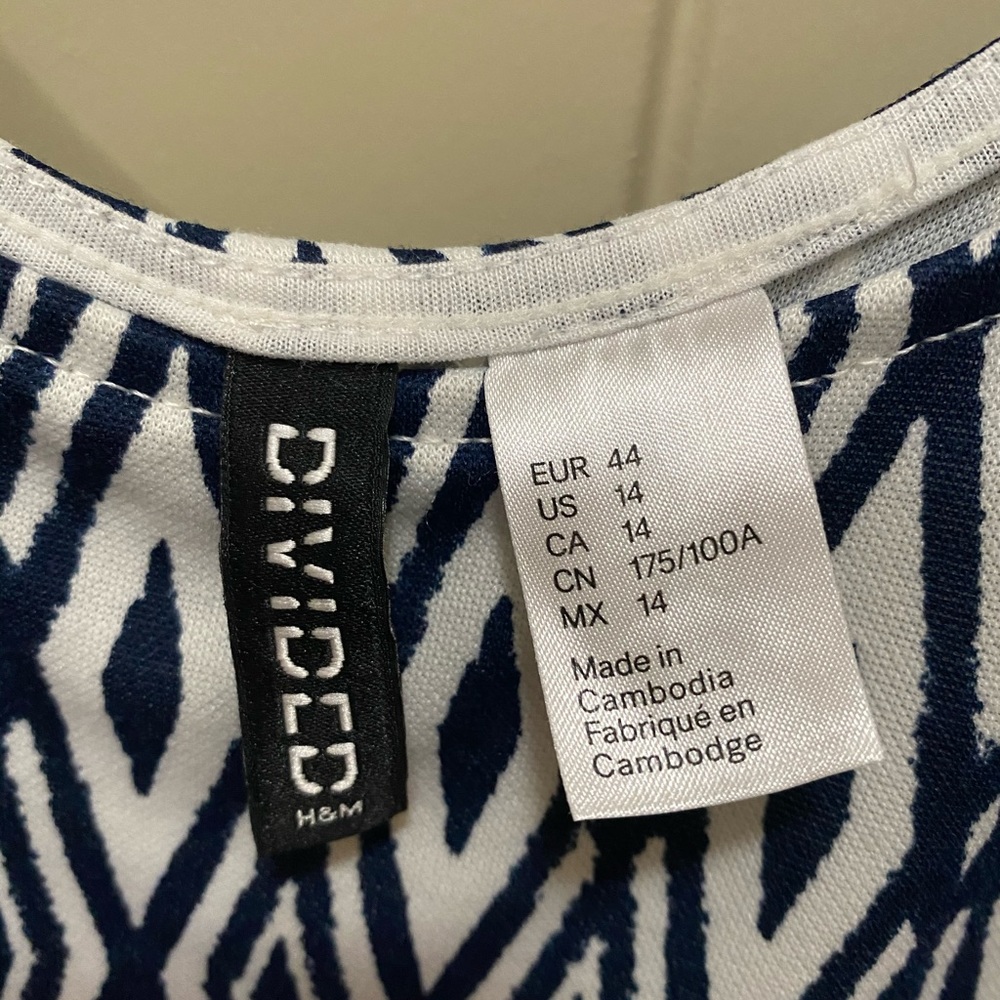 DIVIDED
H&M
EUR 44
US 14
CA 14
CN 175/100A
MX 14
Made in
Cambodia
Fabriqué en
Cambodge